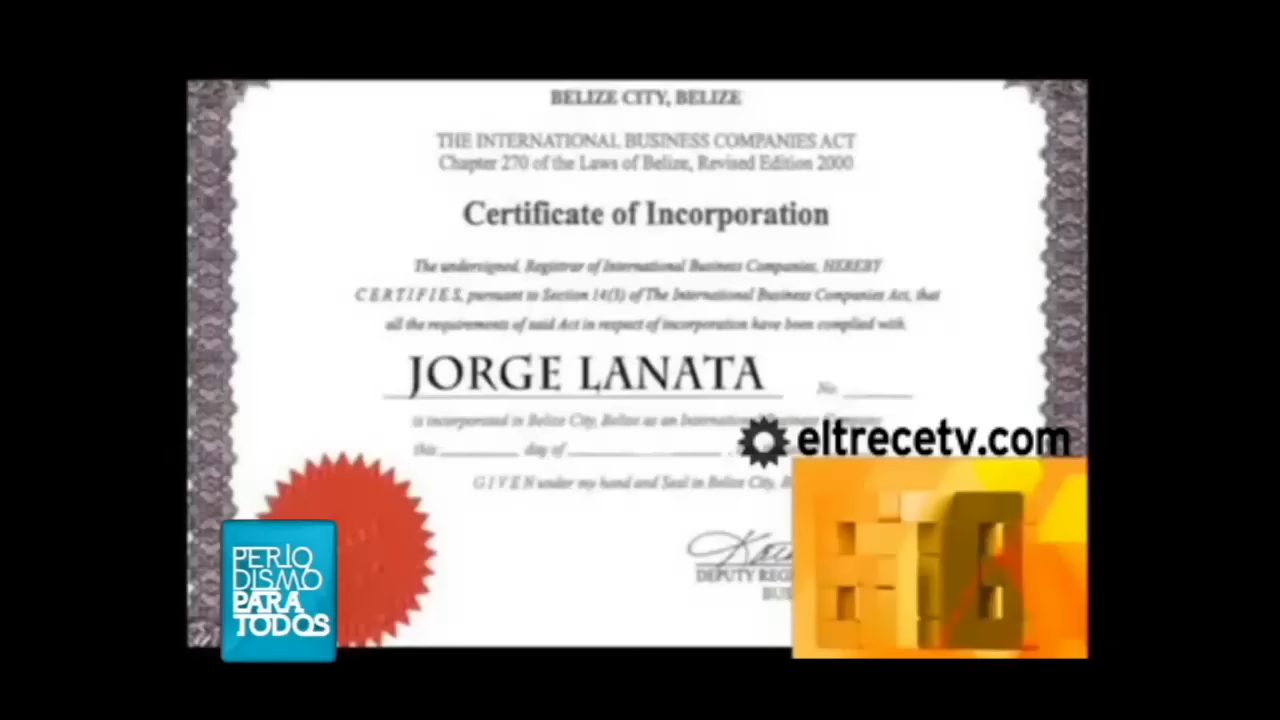 BELIZE CITY, BELIZE
THE INTERNATIONAL BUSINESS COMPANIES ACT
Chapter 270 of the Laws of Belize, Revised Edition 2000
Certificate of Incorporation
The undersigned, Registrar of International Business Companies, HEREBY
CERTIFIES, pursuant to Section 14(3) of The International Business Companies Act, that
all the requirements of said Act in respect of incorporation have been complied with.
JORGE LANATA
No.
is incorporated in Belize City, Belize as an International Business Company
this day of
eltrecetv.com
GIVEN under my hand and Seal in Belize City, B
DEPUTY REG
BUS
PERIO
DISMO
PARA
TODOS